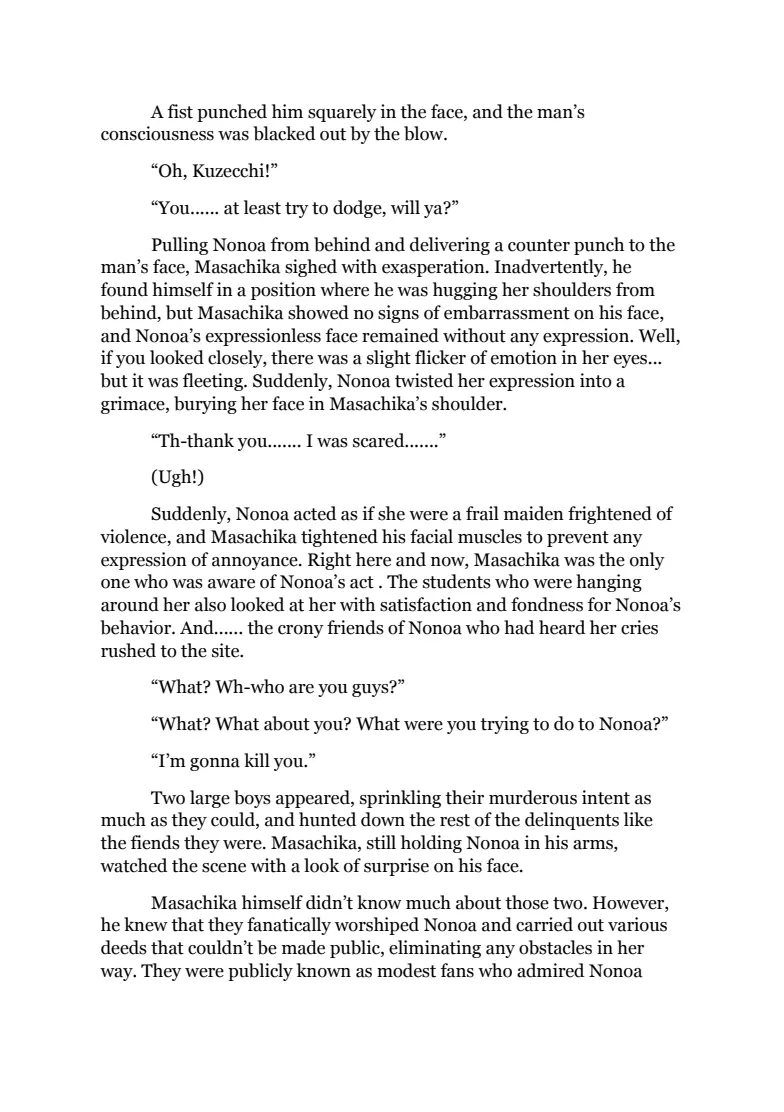 A fist punched him squarely in the face, and the man’s
consciousness was blacked out by the blow.
“Oh, Kuzecchi!”
“You...... at least try to dodge, will ya?”
Pulling Nonoa from behind and delivering a counter punch to the
man’s face, Masachika sighed with exasperation. Inadvertently, he
found himself in a position where he was hugging her shoulders from
behind, but Masachika showed no signs of embarrassment on his face,
and Nonoa’s expressionless face remained without any expression. Well,
if you looked closely, there was a slight flicker of emotion in her eyes...
but it was fleeting. Suddenly, Nonoa twisted her expression into a
grimace, burying her face in Masachika’s shoulder.
“Th-thank you....... I was scared.......”
(Ugh!)
Suddenly, Nonoa acted as if she were a frail maiden frightened of
violence, and Masachika tightened his facial muscles to prevent any
expression of annoyance. Right here and now, Masachika was the only
one who was aware of Nonoa’s act . The students who were hanging
around her also looked at her with satisfaction and fondness for Nonoa’s
behavior. And...... the crony friends of Nonoa who had heard her cries
rushed to the site.
“What? Wh-who are you guys?”
“What? What about you? What were you trying to do to Nonoa?”
“I’m gonna kill you.”
Two large boys appeared, sprinkling their murderous intent as
much as they could, and hunted down the rest of the delinquents like
the fiends they were. Masachika, still holding Nonoa in his arms,
watched the scene with a look of surprise on his face.
Masachika himself didn’t know much about those two. However,
he knew that they fanatically worshiped Nonoa and carried out various
deeds that couldn’t be made public, eliminating any obstacles in her
way. They were publicly known as modest fans who admired Nonoa